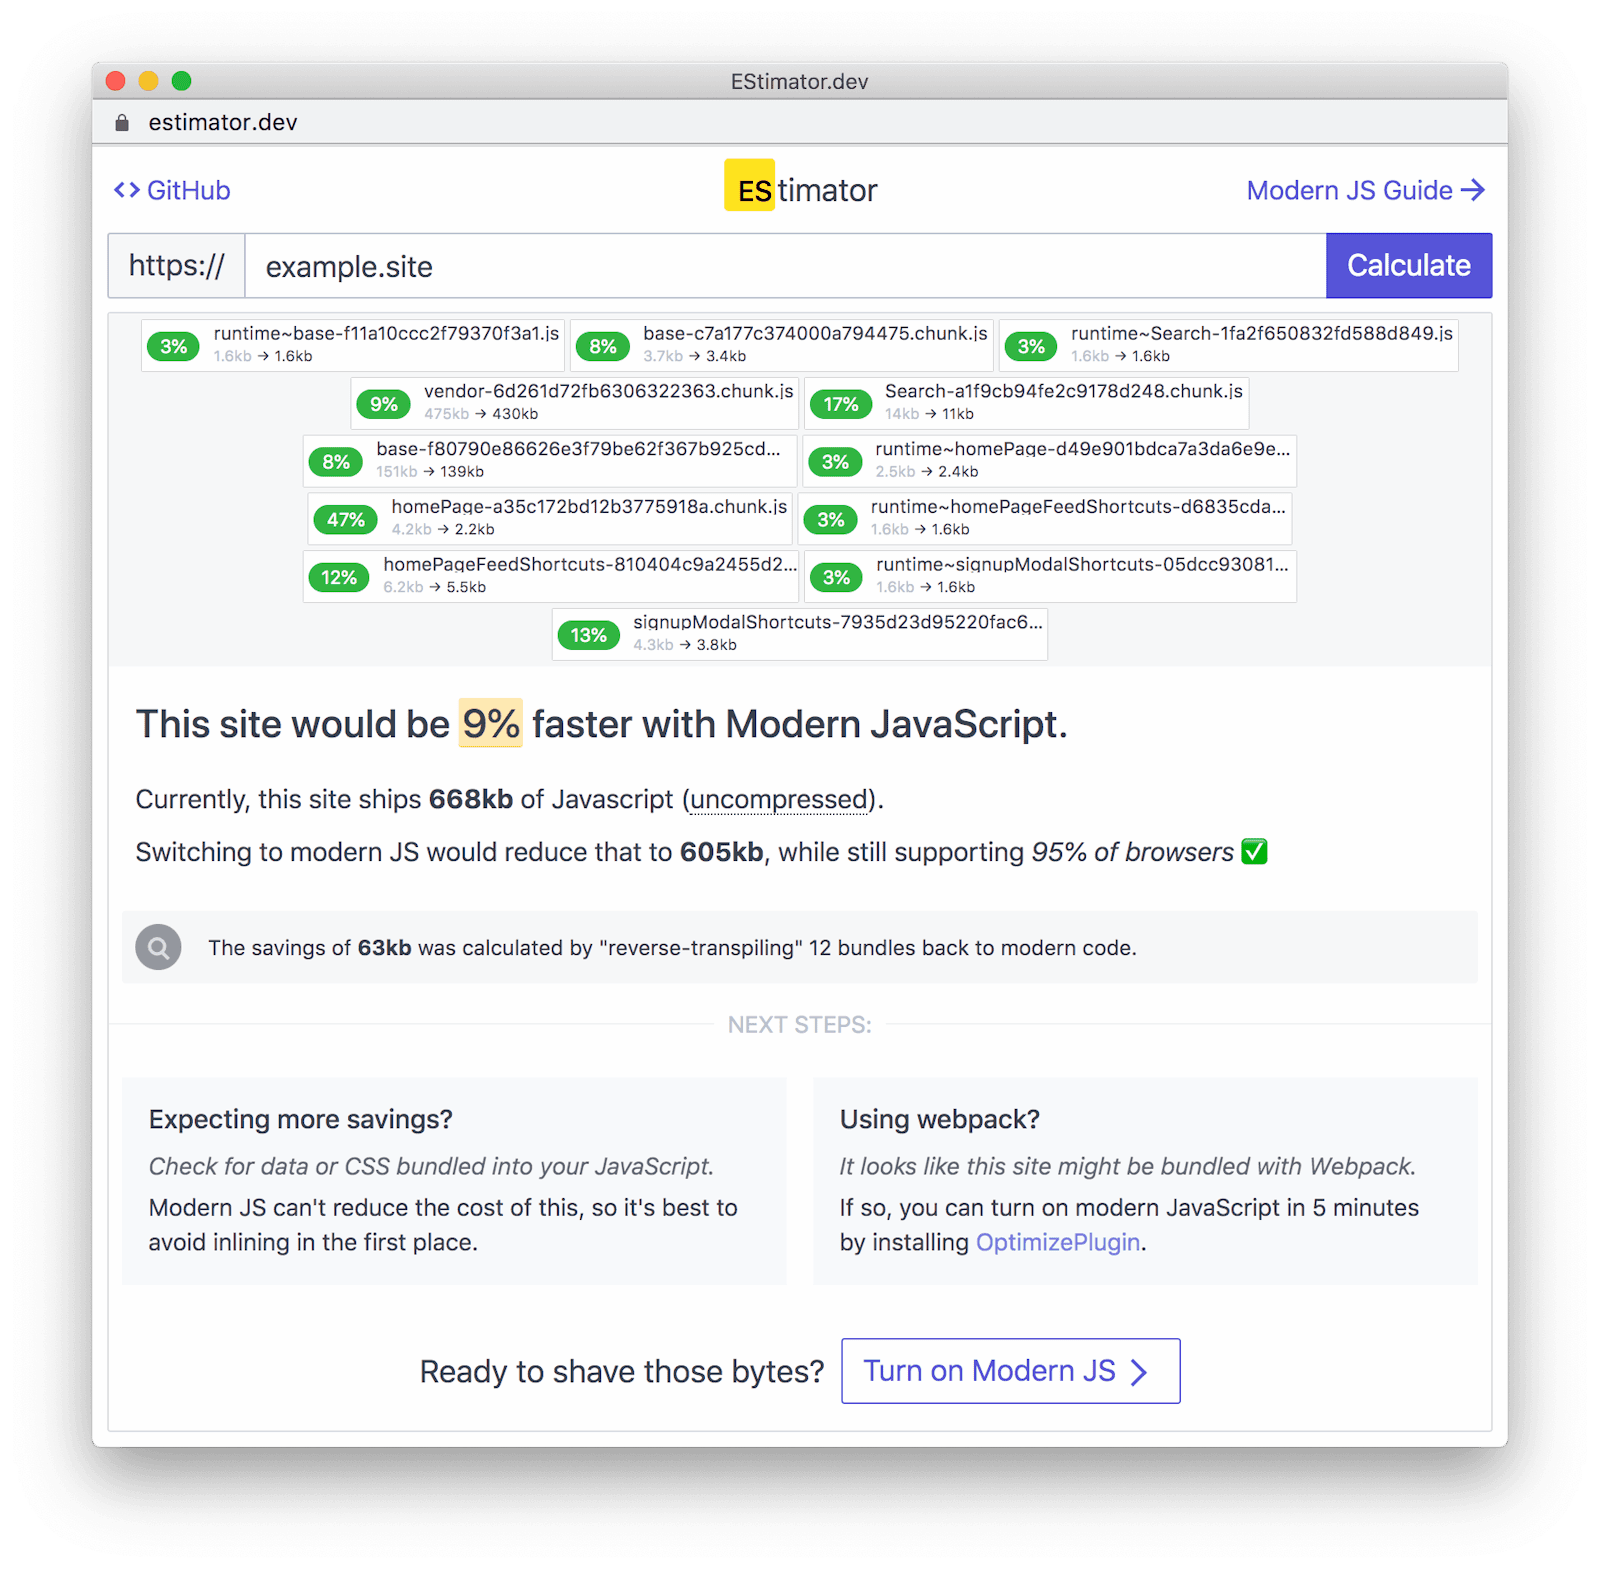 EStimator.dev
estimator.dev
<> GitHub
EStimator
Modern JS Guide →
https://
example.site
Calculate
3% runtime~base-f11a10ccc2f79370f3a1.js
1.6kb → 1.6kb
8% base-c7a177c374000a794475.chunk.js
3.7kb → 3.4kb
3% runtime~Search-1fa2f650832fd588d849.js
1.6kb → 1.6kb
9% vendor-6d261d72fb6306322363.chunk.js
475kb → 430kb
17% Search-a1f9cb94fe2c9178d248.chunk.js
14kb → 11kb
8% base-f80790e86626e3f79be62f367b925cd...
151kb → 139kb
3% runtime~homePage-d49e901bdca7a3da6e9e...
2.5kb → 2.4kb
47% homePage-a35c172bd12b3775918a.chunk.js
4.2kb → 2.2kb
3% runtime~homePageFeedShortcuts-d6835cda...
1.6kb → 1.6kb
12% homePageFeedShortcuts-810404c9a2455d2...
6.2kb → 5.5kb
3% runtime~signupModalShortcuts-05dcc93081...
1.6kb → 1.6kb
13% signupModalShortcuts-7935d23d95220fac6...
4.3kb → 3.8kb
This site would be 9% faster with Modern JavaScript.
Currently, this site ships 668kb of Javascript (uncompressed).
Switching to modern JS would reduce that to 605kb, while still supporting 95% of browsers ✅
The savings of 63kb was calculated by "reverse-transpiling" 12 bundles back to modern code.
NEXT STEPS:
Expecting more savings?
Check for data or CSS bundled into your JavaScript.
Modern JS can't reduce the cost of this, so it's best to
avoid inlining in the first place.
Using webpack?
It looks like this site might be bundled with Webpack.
If so, you can turn on modern JavaScript in 5 minutes
by installing OptimizePlugin.
Ready to shave those bytes?
Turn on Modern JS >